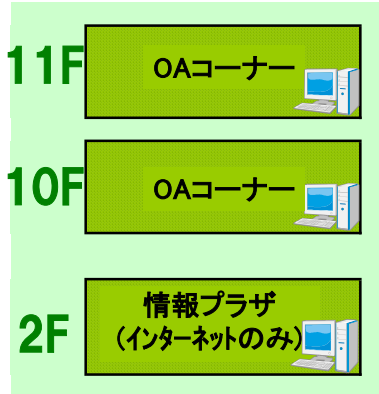 11F
OAコーナー
10F
OAコーナー
2F
情報プラザ
（インターネットのみ）